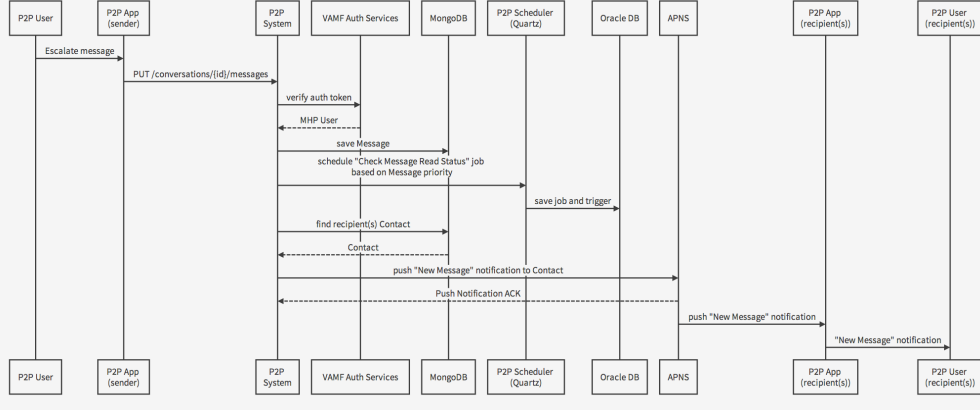 P2P User
P2P App
(sender)
P2P
System
VAMF Auth Services
MongoDB
P2P Scheduler
(Quartz)
Oracle DB
APNS
P2P App
(recipient(s))
P2P User
(recipient(s))
Escalate message
PUT /conversations/{id}/messages
verify auth token
MHP User
save Message
schedule "Check Message Read Status" job
based on Message priority
save job and trigger
find recipient(s) Contact
Contact
push "New Message" notification to Contact
Push Notification ACK
push "New Message" notification
"New Message" notification
P2P User
P2P App
(sender)
P2P
System
VAMF Auth Services
MongoDB
P2P Scheduler
(Quartz)
Oracle DB
APNS
P2P App
(recipient(s))
P2P User
(recipient(s))